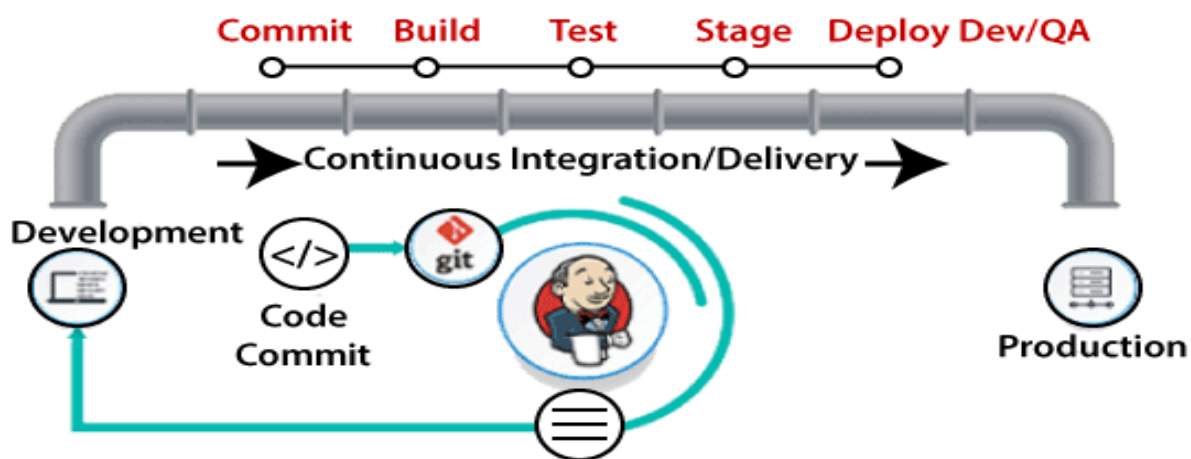 Commit Build Test Stage Deploy Dev/QA
Continuous Integration/Delivery
Development
</>
git
Code
Commit
Production